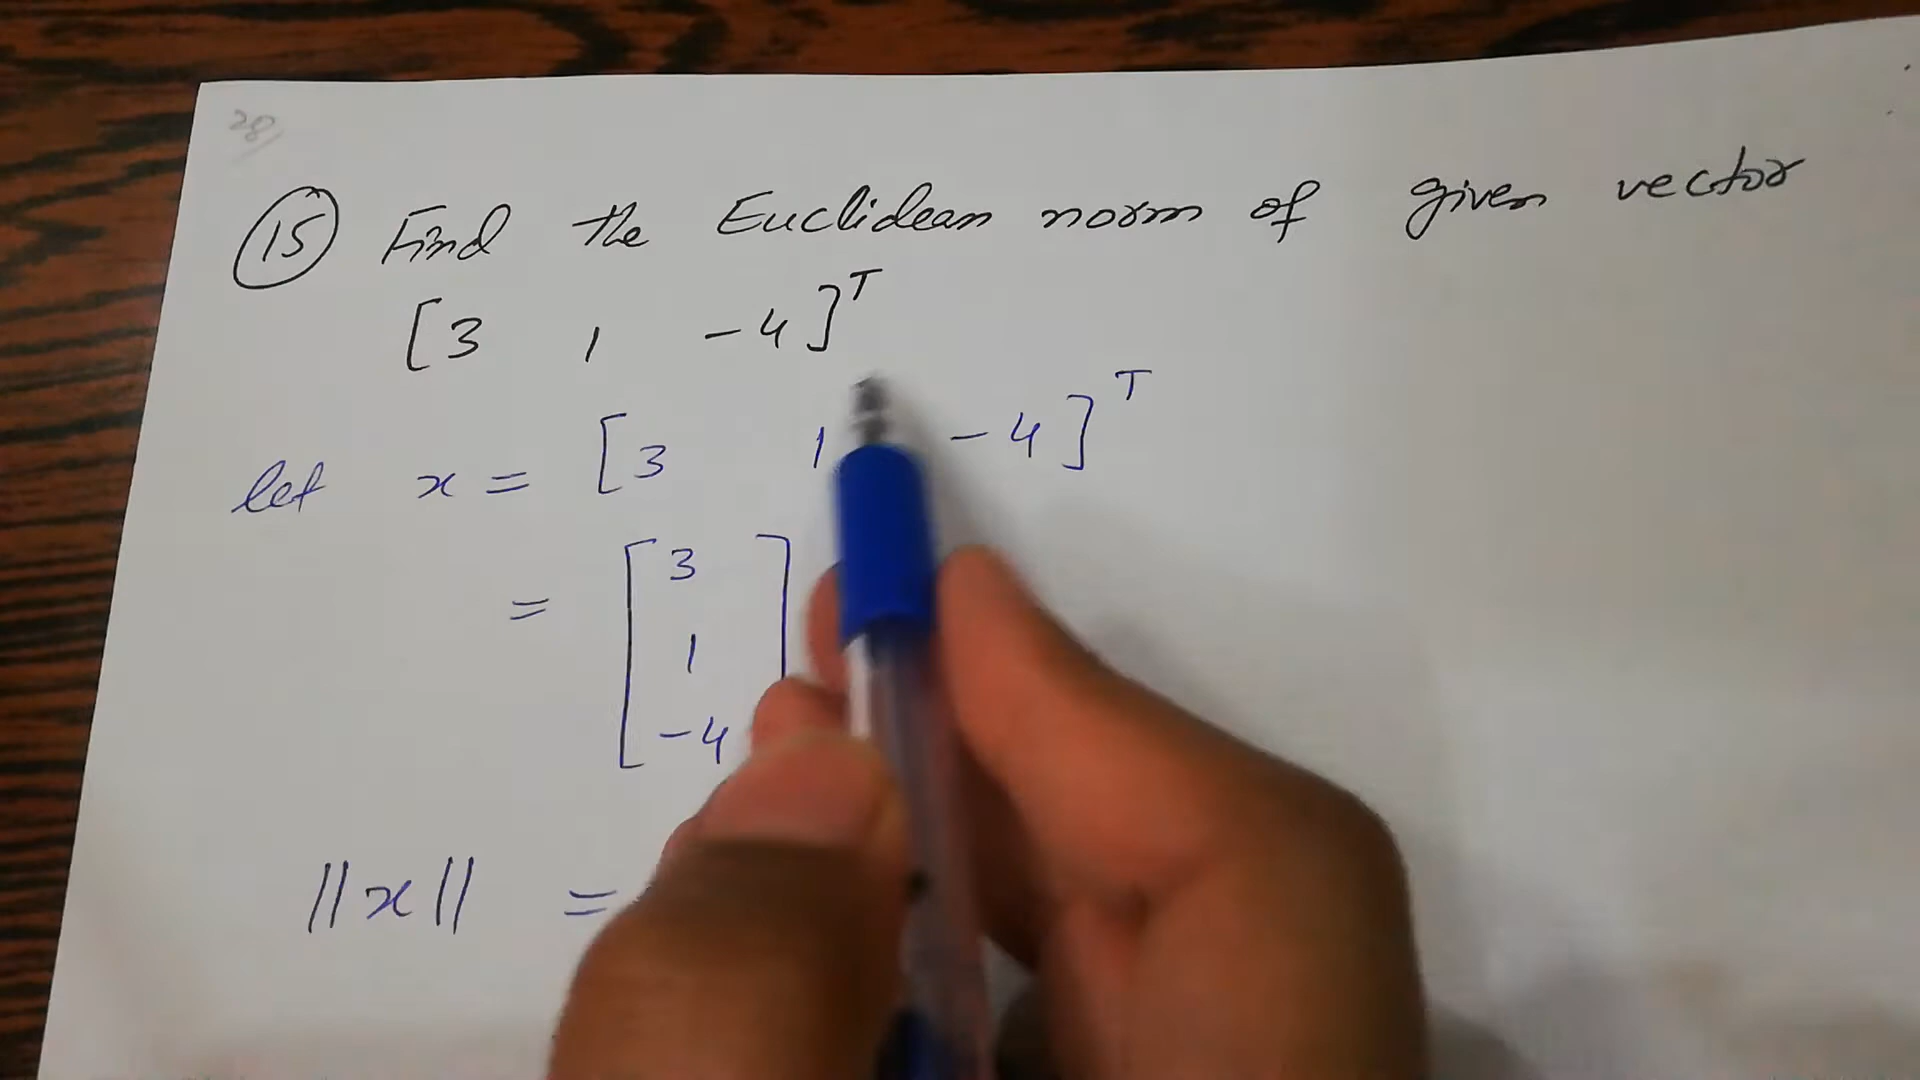 28
15 Find the Euclidean norm of given vector
[3 1 -4]ᵀ
let x = [3 1 -4]ᵀ
= [3
1
-4]
||x|| =